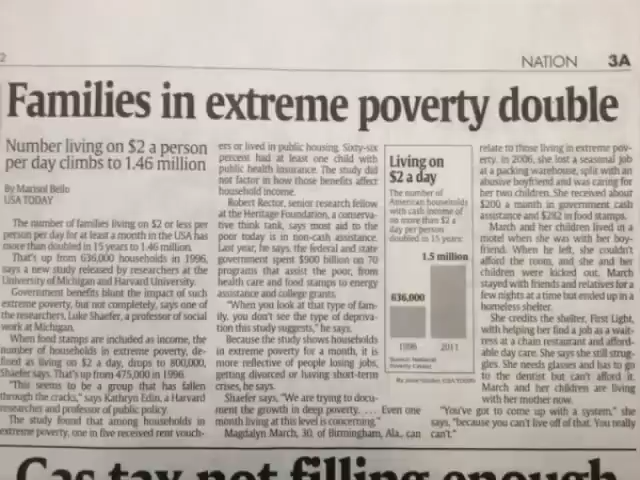 2
NATION 3A
Families in extreme poverty double
Number living on $2 a person
per day climbs to 1.46 million
By Marisol Bello
USA TODAY
The number of families living on $2 or less per
person per day for at least a month in the USA has
more than doubled in 15 years to 1.46 million.
That's up from 636,000 households in 1996,
says a new study released by researchers at the
University of Michigan and Harvard University.
Government benefits blunt the impact of such
extreme poverty, but not completely, says one of
the researchers, Luke Shaefer, a professor of social
work at Michigan.
When food stamps are included as income, the
number of households in extreme poverty, de-
fined as living on $2 a day, drops to 800,000,
Shaefer says. That's up from 475,000 in 1996.
"This seems to be a group that has fallen
through the cracks," says Kathryn Edin, a Harvard
researcher and professor of public policy.
The study found that among households in
extreme poverty, one in five received rent vouch-
ers or lived in public housing. Sixty-six
percent had at least one child with
public health insurance. The study did
not factor in how those benefits affect
household income.
Robert Rector, senior research fellow
at the Heritage Foundation, a conserva-
tive think tank, says most aid to the
poor today is in non-cash assistance.
Last year, he says, the federal and state
government spent $900 billion on 70
programs that assist the poor, from
health care and food stamps to energy
assistance and college grants.
"When you look at that type of fam-
ily, you don't see the type of depriva-
tion this study suggests," he says.
Because the study shows households
in extreme poverty for a month, it is
more reflective of people losing jobs,
getting divorced or having short-term
crises, he says.
Shaefer says, "We are trying to docu-
ment the growth in deep poverty. ... Even one
month living at this level is concerning."
Magdalyn March, 30, of Birmingham, Ala., can
Living on
$2 a day
The number of
American households
with cash income of
no more than $2 a
day per person
doubled in 15 years:
1.5 million
636,000
1996 2011
Source: National
Poverty Center
USA TODAY
relate to those living in extreme pov-
erty. In 2006, she lost a seasonal job
at a packing warehouse, split with an
abusive boyfriend and was caring for
her two children. She received about
$200 a month in government cash
assistance and $282 in food stamps.
March and her children lived in a
motel when she was with her boy-
friend. When he left, she couldn't
afford the room, and she and her
children were kicked out. March
stayed with friends and relatives for a
few nights at a time but ended up in a
homeless shelter.
She credits the shelter, First Light,
with helping her find a job as a wait-
ress at a chain restaurant and afford-
able day care. She says she still strug-
gles. She needs glasses and has to go
to the dentist but can't afford it.
March and her children are living
with her mother now.
"You've got to come up with a system," she
says, "because you can't live off of that. You really
can't."
Gas tax not filling enough